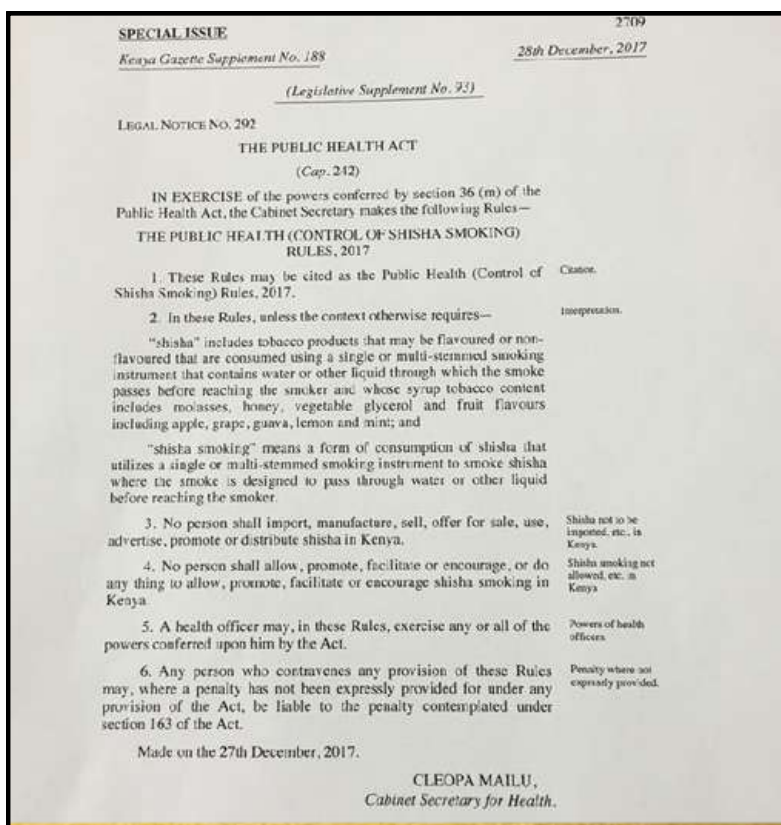 2709
SPECIAL ISSUE
Kenya Gazette Supplement No. 188
28th December, 2017
(Legislative Supplement No. 93)
LEGAL NOTICE NO. 292
THE PUBLIC HEALTH ACT
(Cap. 242)
IN EXERCISE of the powers conferred by section 36 (m) of the
Public Health Act, the Cabinet Secretary makes the following Rules—
THE PUBLIC HEALTH (CONTROL OF SHISHA SMOKING)
RULES, 2017
1. These Rules may be cited as the Public Health (Control of
Shisha Smoking) Rules, 2017.
Citation.
2. In these Rules, unless the context otherwise requires—
Interpretation.
"shisha" includes tobacco products that may be flavoured or non-
flavoured that are consumed using a single or multi-stemmed smoking
instrument that contains water or other liquid through which the smoke
passes before reaching the smoker and whose syrup tobacco content
includes molasses, honey, vegetable glycerol and fruit flavours
including apple, grape, guava, lemon and mint; and
"shisha smoking" means a form of consumption of shisha that
utilizes a single or multi-stemmed smoking instrument to smoke shisha
where the smoke is designed to pass through water or other liquid
before reaching the smoker.
3. No person shall import, manufacture, sell, offer for sale, use,
advertise, promote or distribute shisha in Kenya.
Shisha not to be
imported, etc., in
Kenya.
4. No person shall allow, promote, facilitate or encourage, or do
any thing to allow, promote, facilitate or encourage shisha smoking in
Kenya
Shisha smoking not
allowed, etc. in
Kenya
5. A health officer may, in these Rules, exercise any or all of the
powers conferred upon him by the Act.
Powers of health
officers
6. Any person who contravenes any provision of these Rules
may, where a penalty has not been expressly provided for under any
provision of the Act, be liable to the penalty contemplated under
section 163 of the Act.
Penalty where not
expressly provided.
Made on the 27th December, 2017.
CLEOPA MAILU,
Cabinet Secretary for Health.